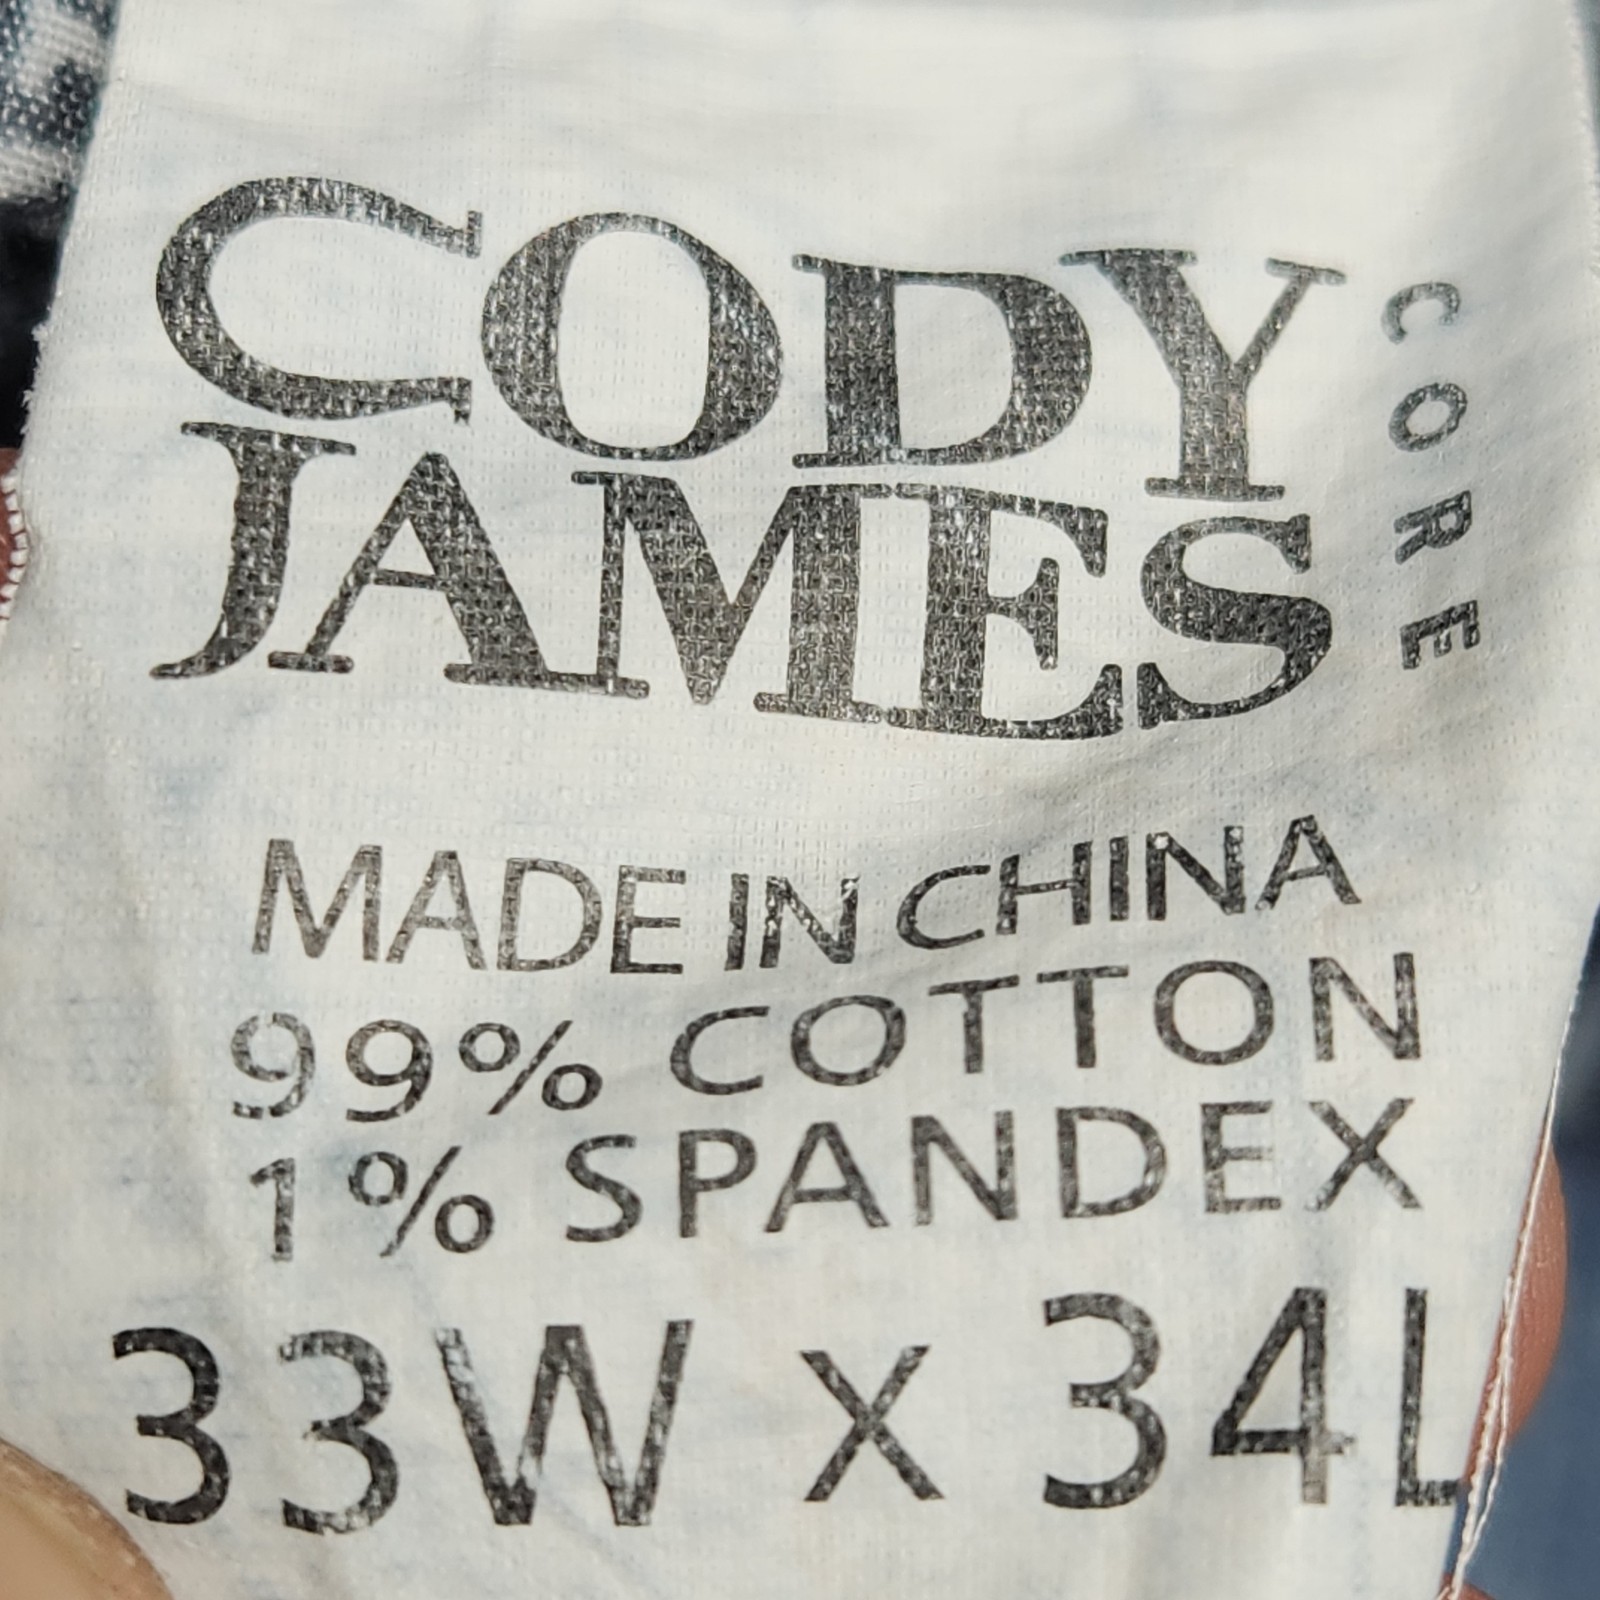 CODY
JAMES
CORE
MADE IN CHINA
99% COTTON
1% SPANDEX
33W X 34L